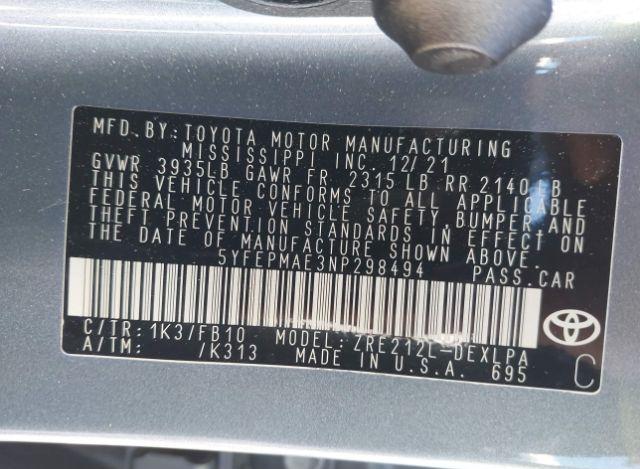 MFD.BY:TOYOTA MOTOR MANUFACTURING
MISSISSIPPI INC. 12/21
GVWR 3935LB GAWR FR. 2315 LB RR 2140 LB
THIS VEHICLE CONFORMS TO ALL APPLICABLE
FEDERAL MOTOR VEHICLE SAFETY, BUMPER, AND
THEFT PREVENTION STANDARDS IN EFFECT ON
THE DATE OF MANUFACTURE SHOWN ABOVE.
5YFEPMAE3NP298494 PASS.CAR
C/TR: 1K3/FB10 MODEL: ZRE212L-DEXLPA
A/TM: /K313 MADE IN U.S.A. 695
C